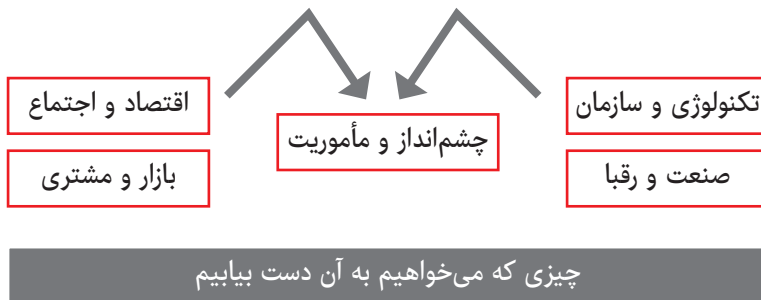 تکنولوژی و سازمان
اقتصاد و اجتماع
چشم‌انداز و مأموریت
صنعت و رقبا
بازار و مشتری
چیزی که می‌خواهیم به آن دست بیابیم